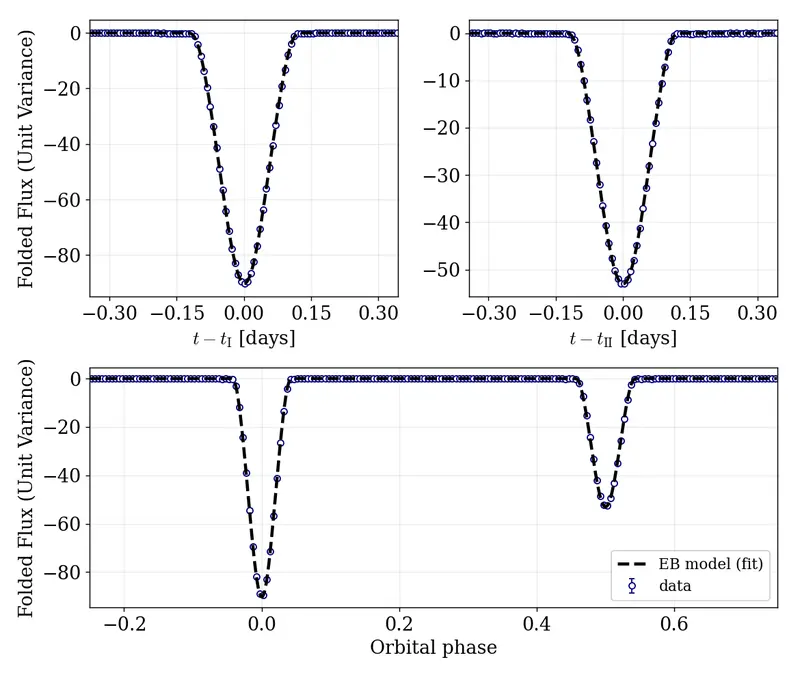 Folded Flux (Unit Variance)
0
−20
−40
−60
−80
−0.30 −0.15 0.00 0.15 0.30
t − tI [days]
0
−10
−20
−30
−40
−50
−0.30 −0.15 0.00 0.15 0.30
t − tII [days]
Folded Flux (Unit Variance)
0
−20
−40
−60
−80
EB model (fit)
data
−0.2 0.0 0.2 0.4 0.6
Orbital phase